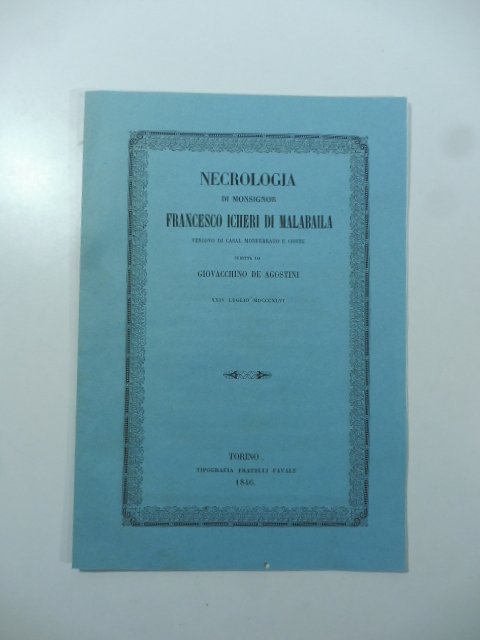 NECROLOGIA
DI MONSIGNOR
FRANCESCO ICHERI DI MALABAILA
VESCOVO DI CASAL MONFERRATO E CONTE
SCRITTA DA
GIOVACCHINO DE AGOSTINI
XXIV LUGLIO MDCCCXLVI
TORINO,
TIPOGRAFIA FRATELLI FAVALE
1846.